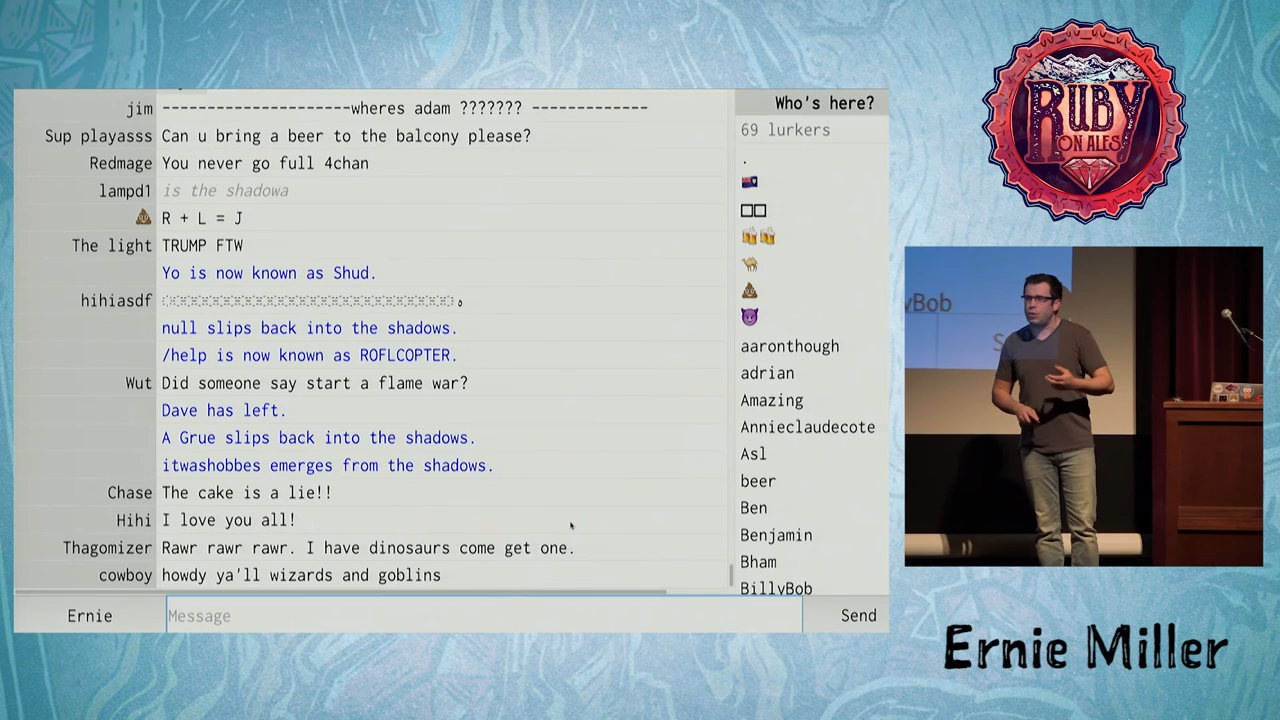 jim ---------------------wheres adam ??????? -------------
Sup playasss Can u bring a beer to the balcony please?
Redmage You never go full 4chan
lampd1 is the shadowa
💩 R + L = J
The light TRUMP FTW
Yo is now known as Shud.
hihiasdf
null slips back into the shadows.
/help is now known as ROFLCOPTER.
Wut Did someone say start a flame war?
Dave has left.
A Grue slips back into the shadows.
itwashobbes emerges from the shadows.
Chase The cake is a lie!!
Hihi I love you all!
Thagomizer Rawr rawr rawr. I have dinosaurs come get one.
cowboy howdy ya'll wizards and goblins
Ernie Message Send
Who's here?
69 lurkers
.
aaronthough
adrian
Amazing
Annieclaudecote
Asl
beer
Ben
Benjamin
Bham
BillyBob
RUBY
ON ALES
yBob
S
Ernie Miller